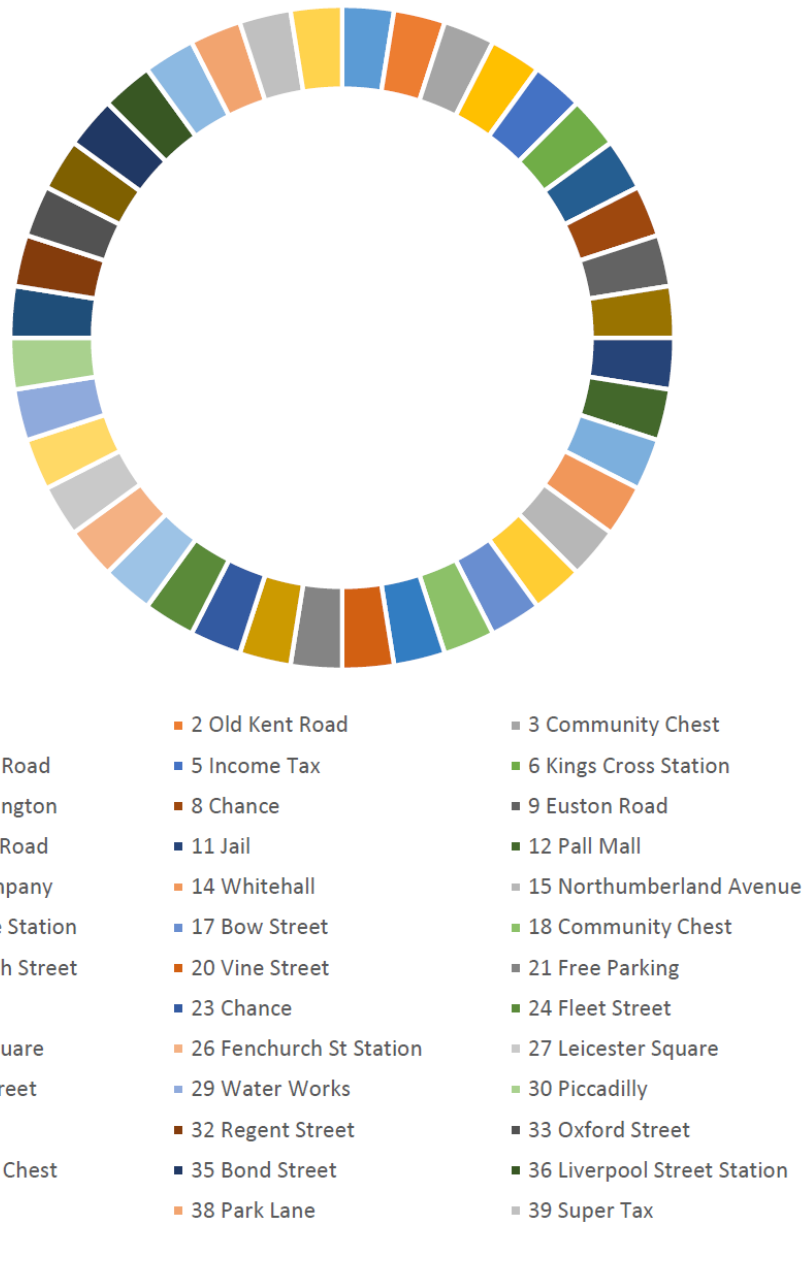 2 Old Kent Road 3 Community Chest
Road 5 Income Tax 6 Kings Cross Station
ngton 8 Chance 9 Euston Road
Road 11 Jail 12 Pall Mall
mpany 14 Whitehall 15 Northumberland Avenue
e Station 17 Bow Street 18 Community Chest
h Street 20 Vine Street 21 Free Parking
23 Chance 24 Fleet Street
uare 26 Fenchurch St Station 27 Leicester Square
reet 29 Water Works 30 Piccadilly
32 Regent Street 33 Oxford Street
Chest 35 Bond Street 36 Liverpool Street Station
38 Park Lane 39 Super Tax